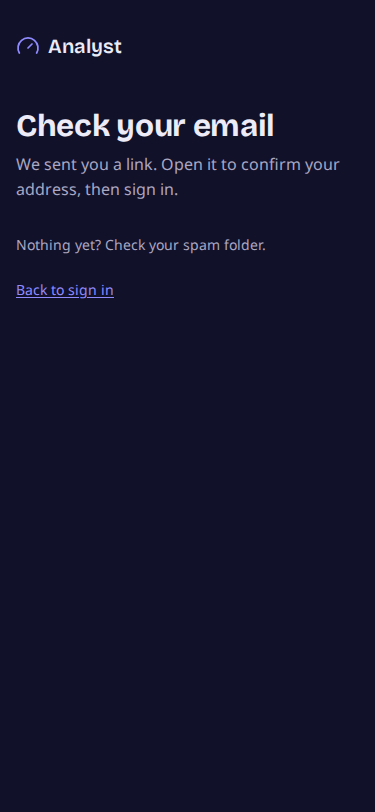 Analyst
Check your email
We sent you a link. Open it to confirm your
address, then sign in.
Nothing yet? Check your spam folder.
Back to sign in